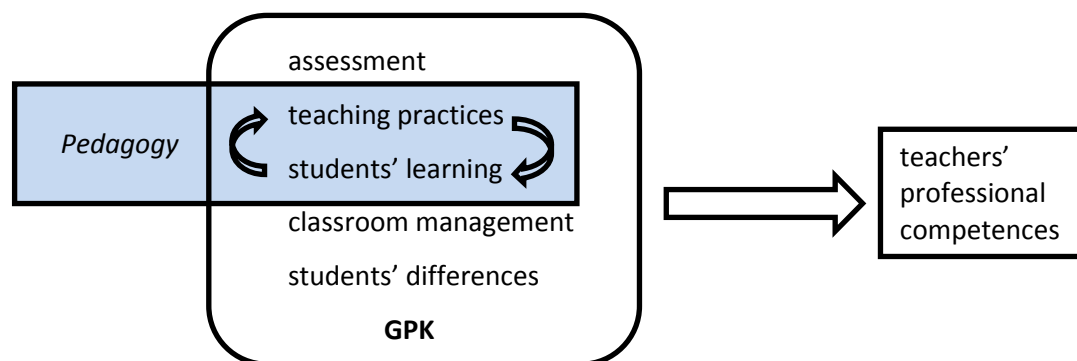 assessment
teaching practices
Pedagogy
students’ learning
classroom management
students’ differences
GPK
teachers’
professional
competences